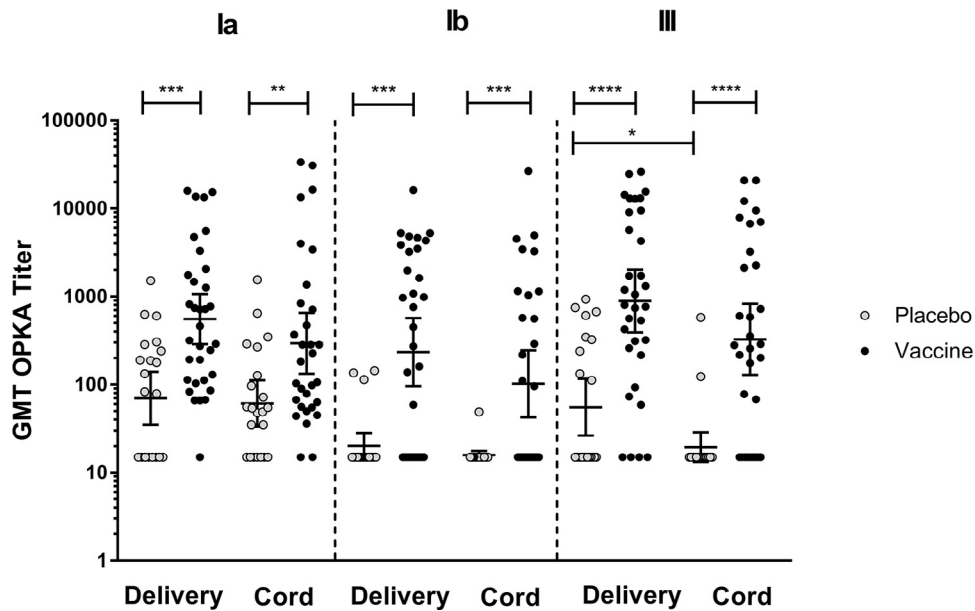 Ia Ib III
*** ** *** *** **** ****
*
100000
10000
1000
100
10
1
GMT OPKA Titer
Placebo
Vaccine
Delivery Cord Delivery Cord Delivery Cord